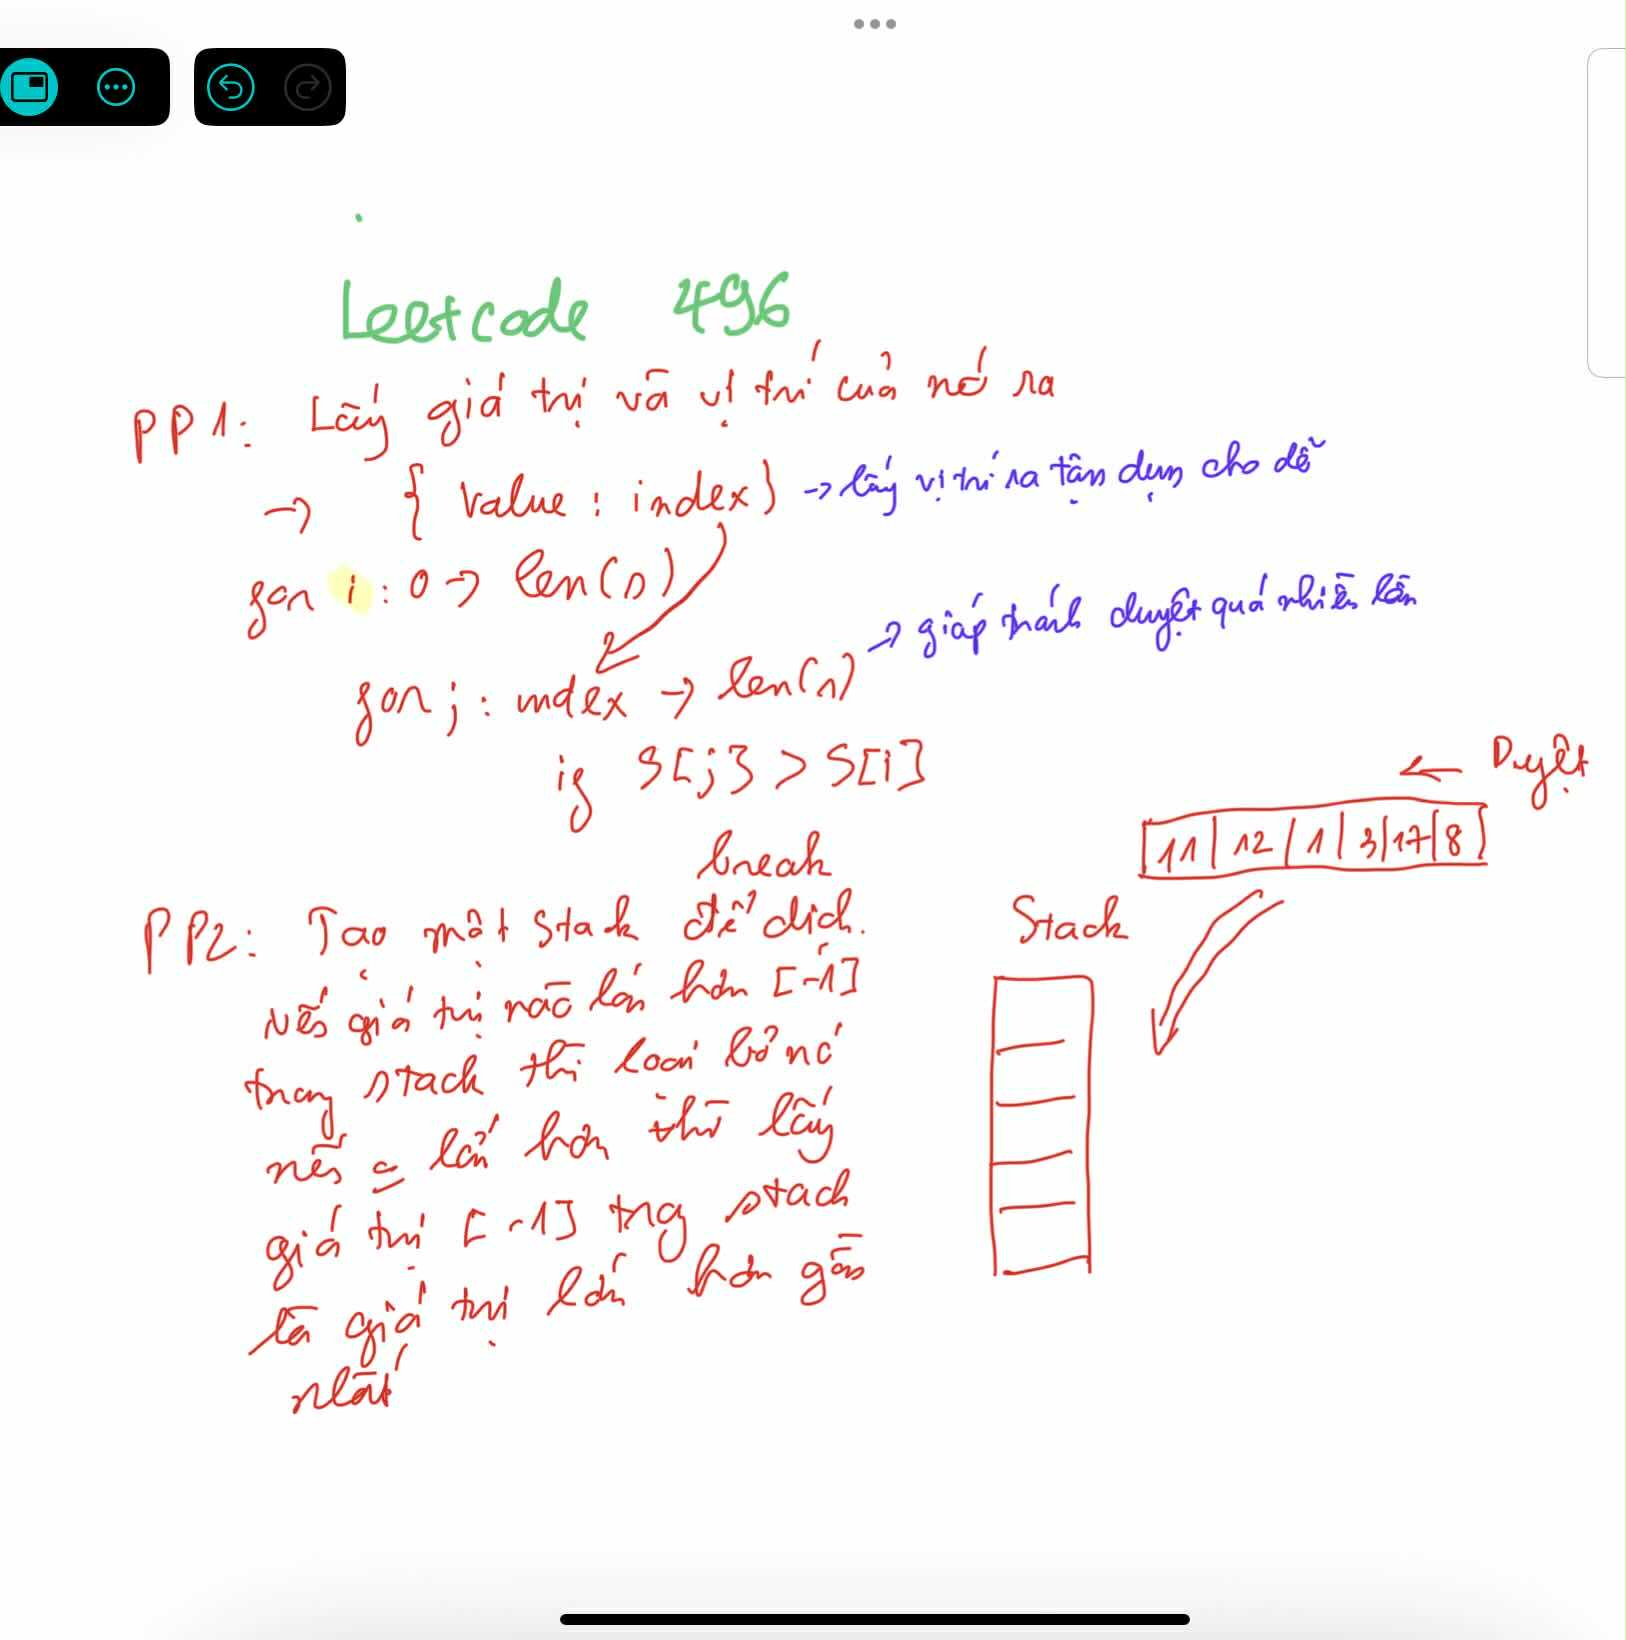 Leetcode 496
PP1: Lấy giá trị và vị trí của nó ra
→ { value : index } → lấy vị trí ra tận dụng cho dễ
for i : 0 → len(n)
for j : index → len(n) → giúp tránh duyệt quá nhiều lần
if S[j] > S[i]
break
← Duyệt
11 | 12 | 1 | 3 | 17 | 8
Stack
PP2: Tạo một Stack để
Nếu giá trị nào lớn hơn [-1]
trong stack thì loại bỏ nó
nếu lớn hơn thì lấy
giá trị [-1] trong stack
là giá trị lớn hơn gần
nhất